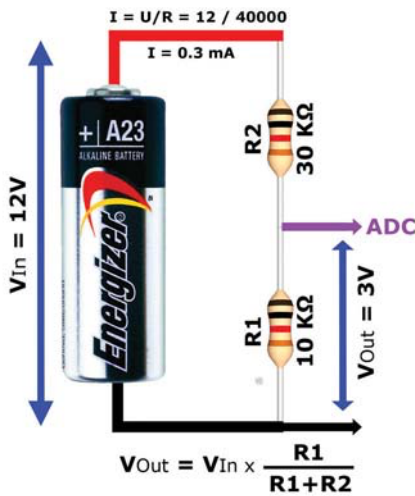 I = U/R = 12 / 40000
I = 0.3 mA
+ A23
ALKALINE BATTERY
Energizer®
VIn = 12V
R2
30 KΩ
ADC
R1
10 KΩ
VOut = 3V
VOut = VIn x R1
R1+R2